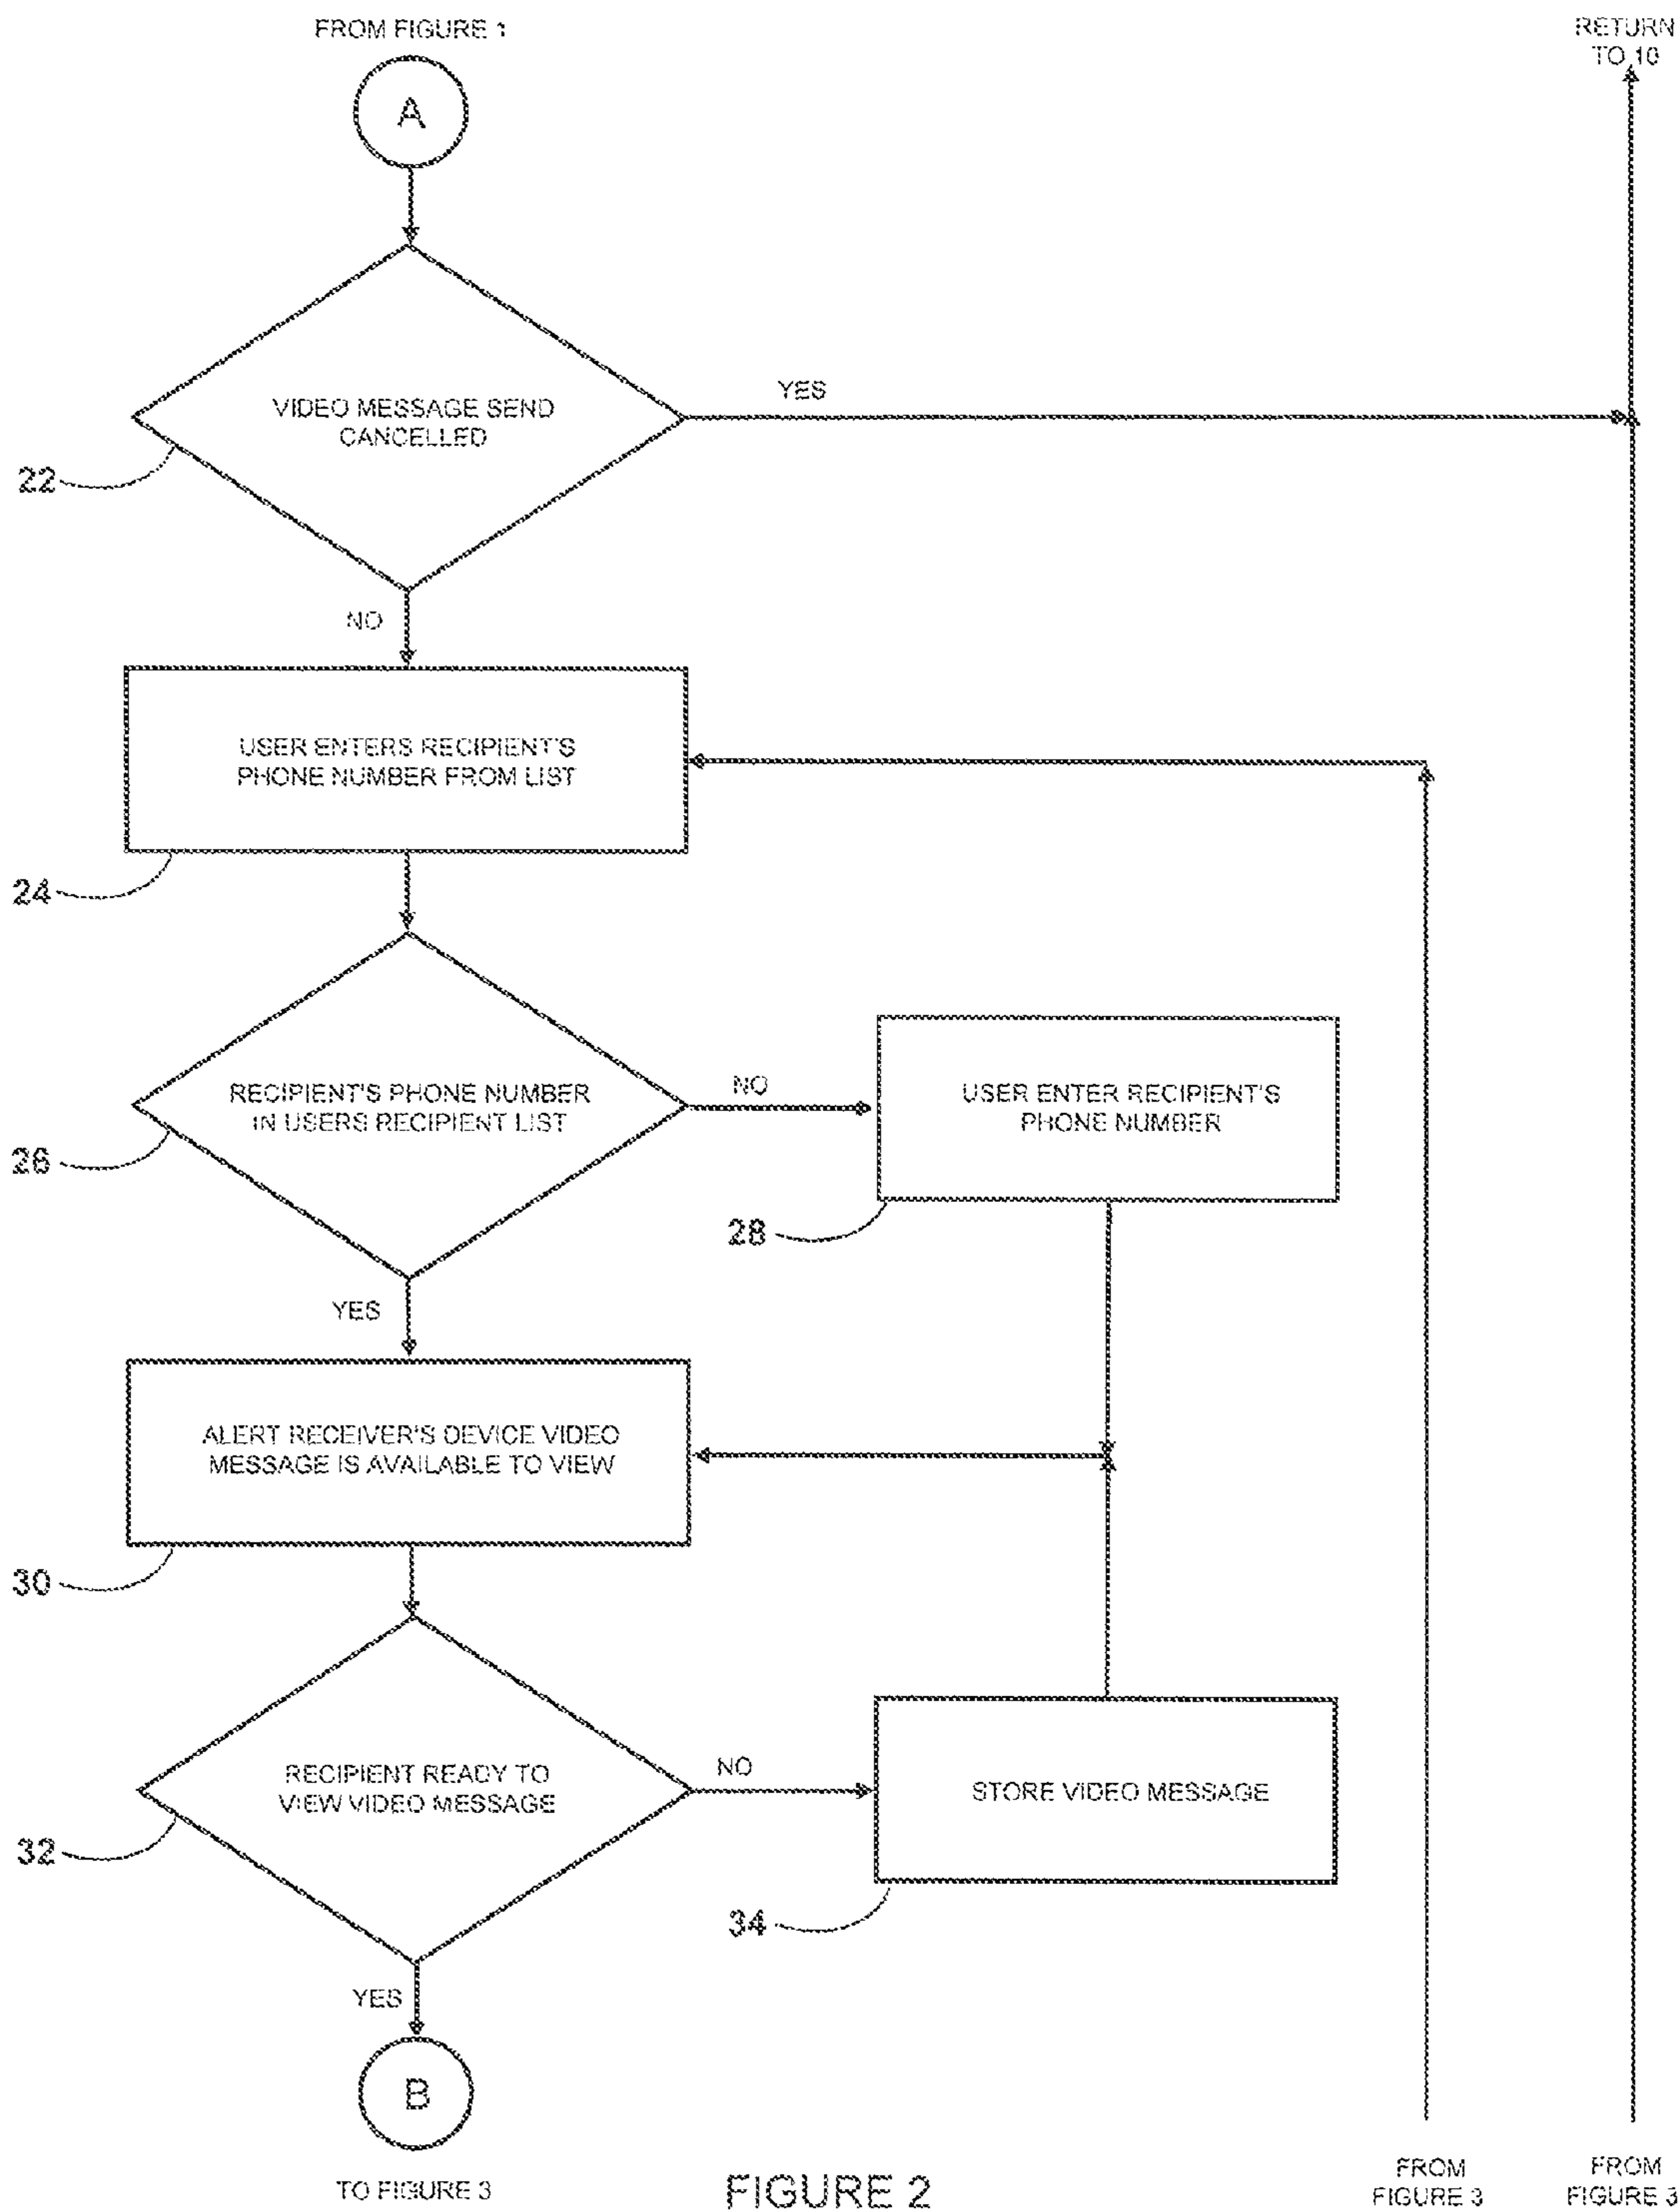 FROM FIGURE 1
RETURN
TO 10
A
VIDEO MESSAGE SEND
CANCELLED
YES
22
NO
USER ENTERS RECIPIENT'S
PHONE NUMBER FROM LIST
24
RECIPIENT'S PHONE NUMBER
IN USERS RECIPIENT LIST
NO
USER ENTER RECIPIENT'S
PHONE NUMBER
26
28
YES
ALERT RECEIVER'S DEVICE VIDEO
MESSAGE IS AVAILABLE TO VIEW
30
RECIPIENT READY TO
VIEW VIDEO MESSAGE
NO
STORE VIDEO MESSAGE
32
34
YES
B
TO FIGURE 3
FIGURE 2
FROM
FIGURE 3
FROM
FIGURE 3